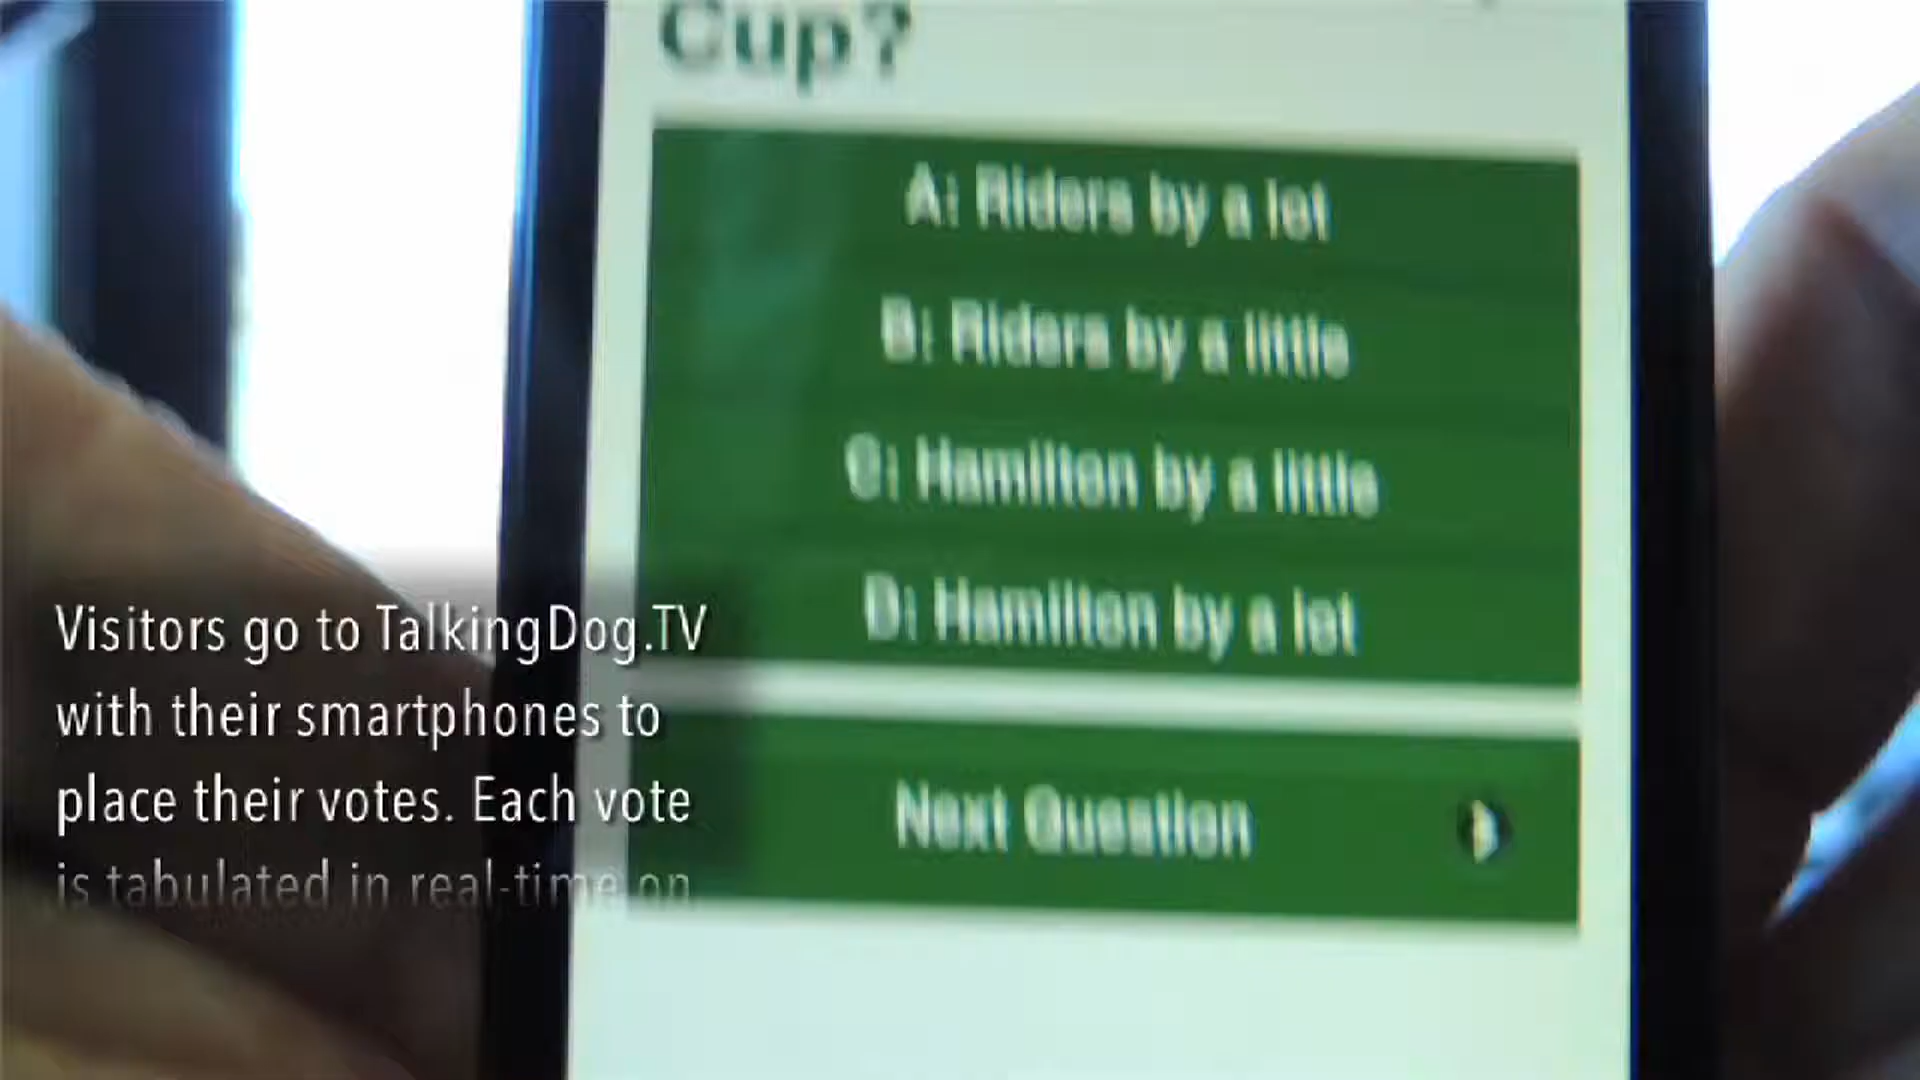 Cup?
A: Riders by a lot
B: Riders by a little
C: Hamilton by a little
D: Hamilton by a lot
Next Question
Visitors go to TalkingDog.TV
with their smartphones to
place their votes. Each vote
is tabulated in real-time on